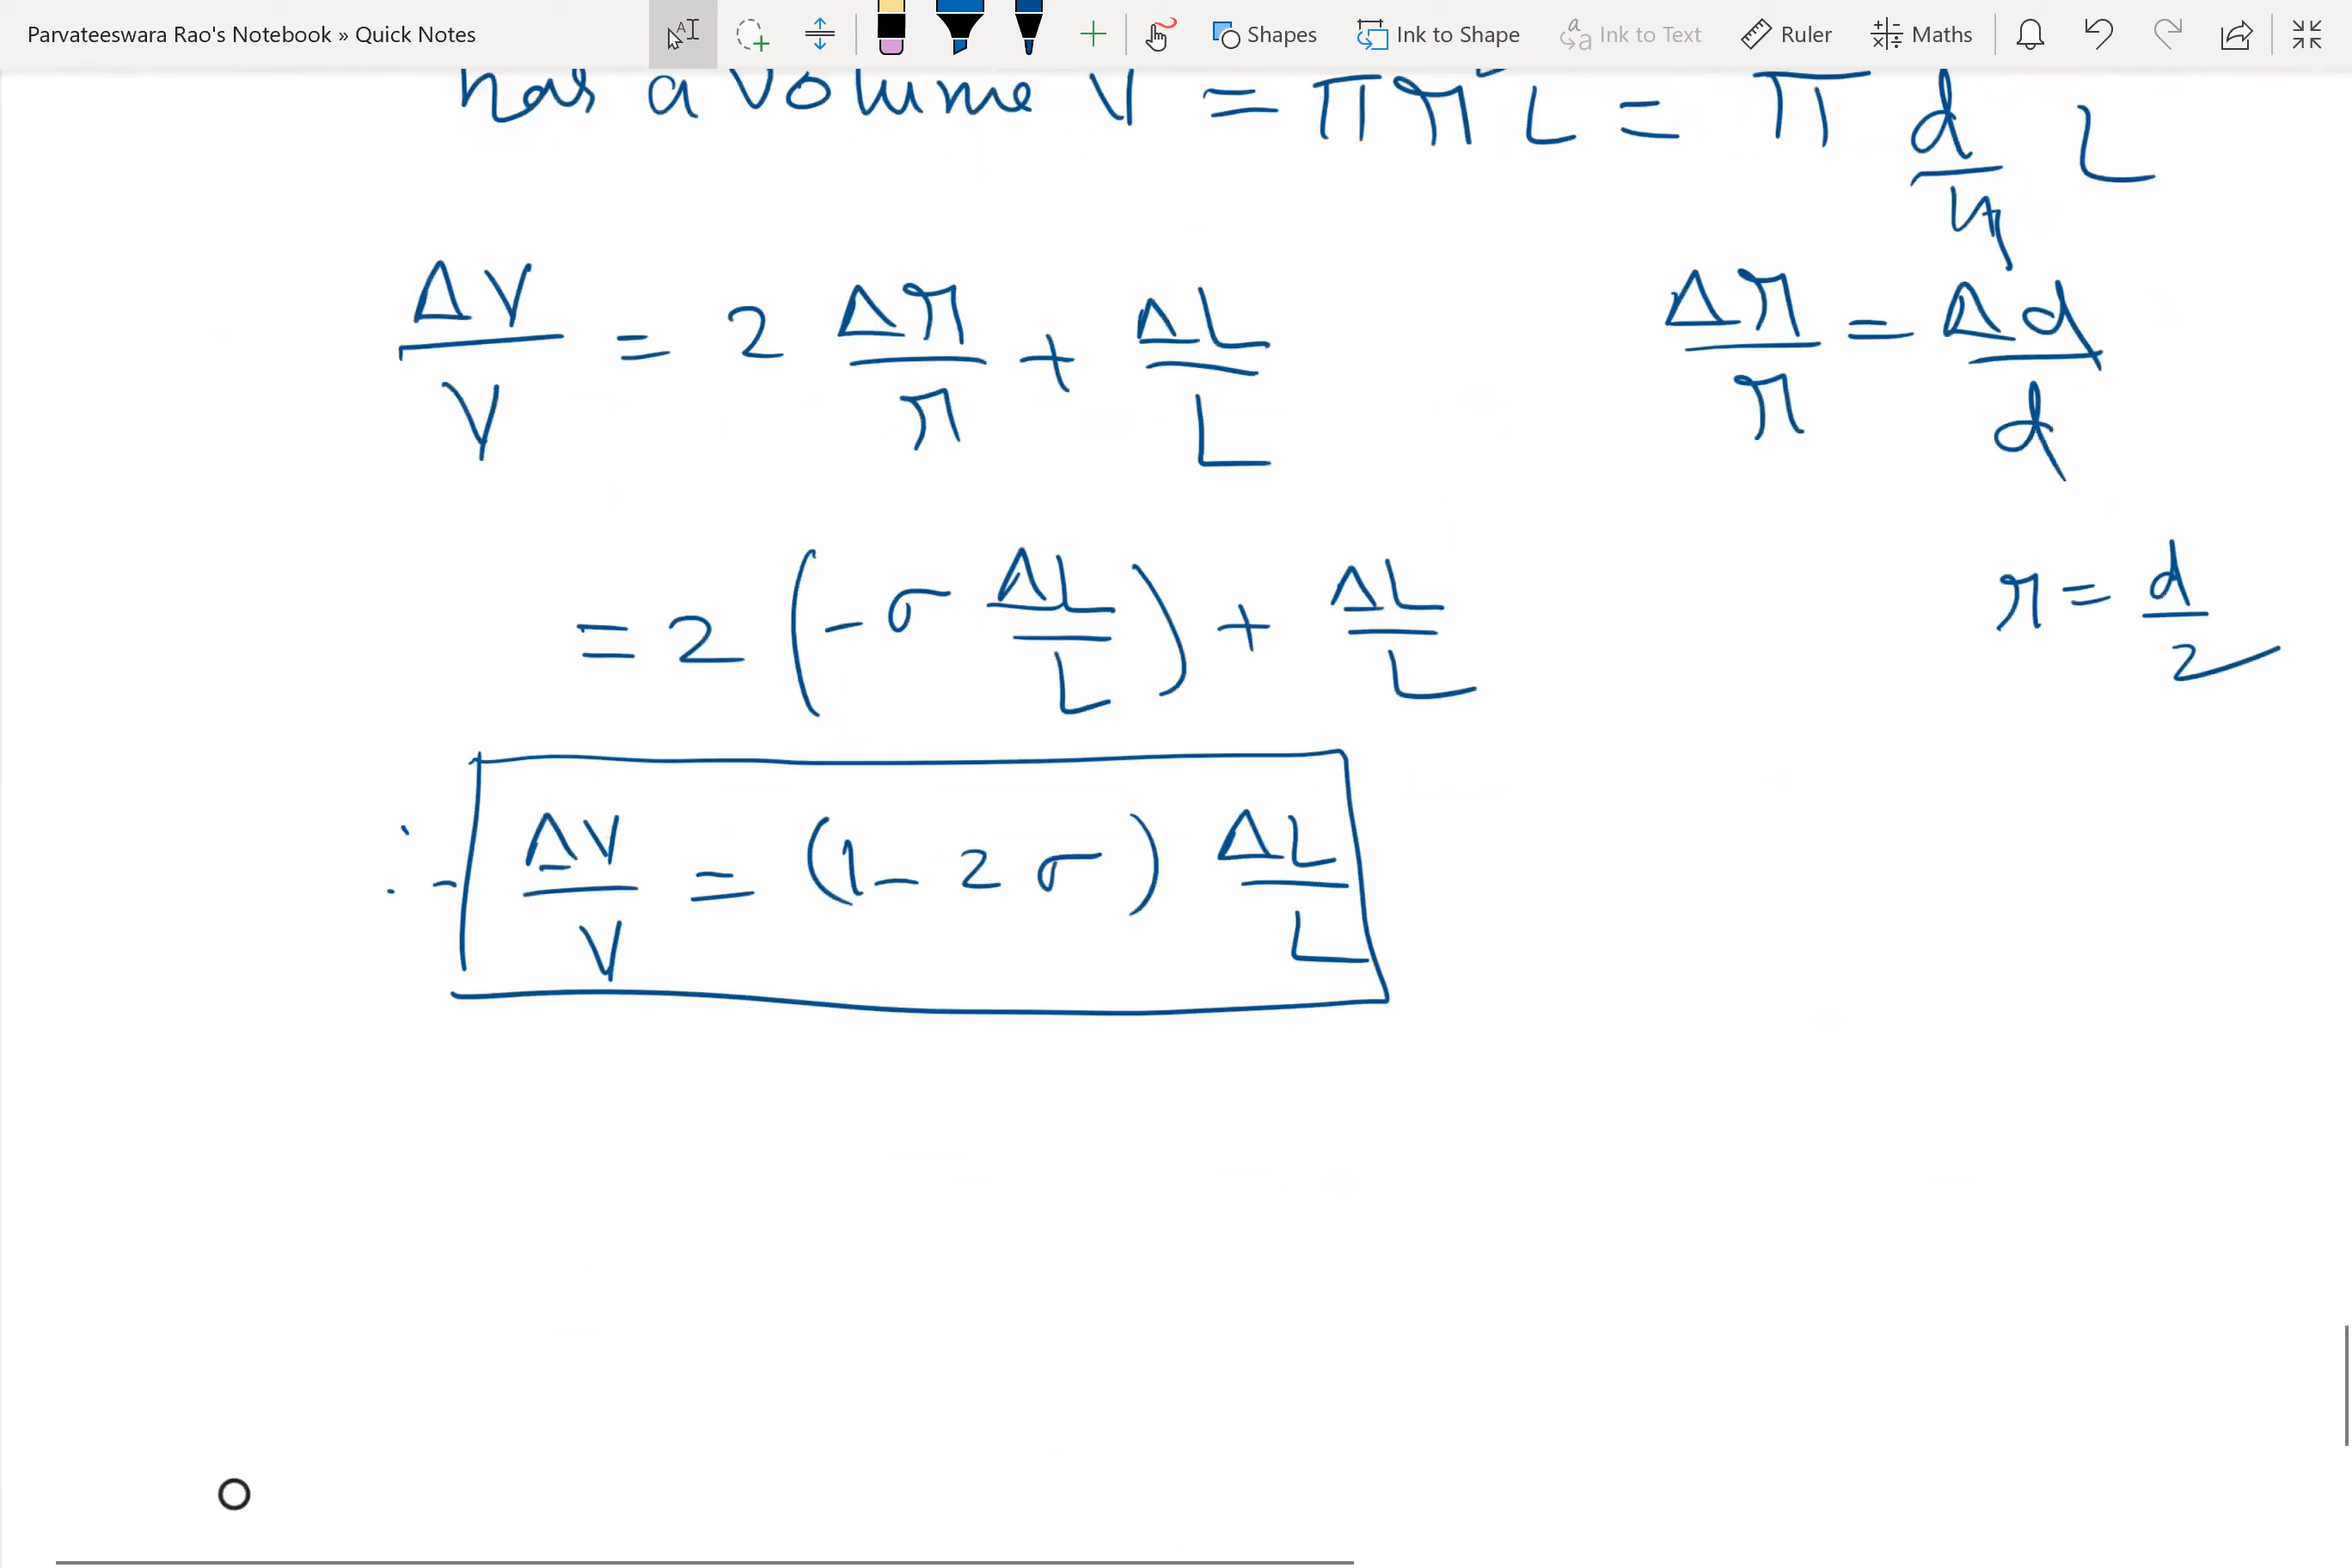 Parvateeswara Rao's Notebook » Quick Notes Shapes Ink to Shape Ink to Text Ruler Maths
has a volume V = πr²L = π d/4 L
ΔV/V = 2 Δr/r + ΔL/L
Δr/r = Δd/d
= 2 (-σ ΔL/L) + ΔL/L
r = d/2
∴ ΔV/V = (1 - 2σ) ΔL/L